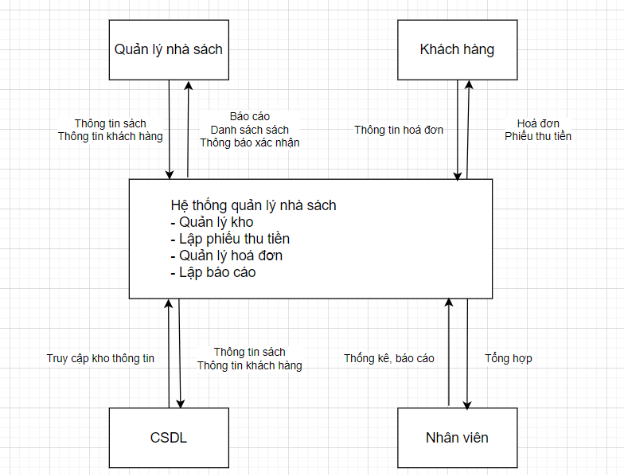 Quản lý nhà sách
Khách hàng
Thông tin sách
Thông tin khách hàng
Báo cáo
Danh sách sách
Thông báo xác nhận
Thông tin hoá đơn
Hoá đơn
Phiếu thu tiền
Hệ thống quản lý nhà sách
- Quản lý kho
- Lập phiếu thu tiền
- Quản lý hoá đơn
- Lập báo cáo
Truy cập kho thông tin
Thông tin sách
Thông tin khách hàng
Thống kê, báo cáo
Tổng hợp
CSDL
Nhân viên